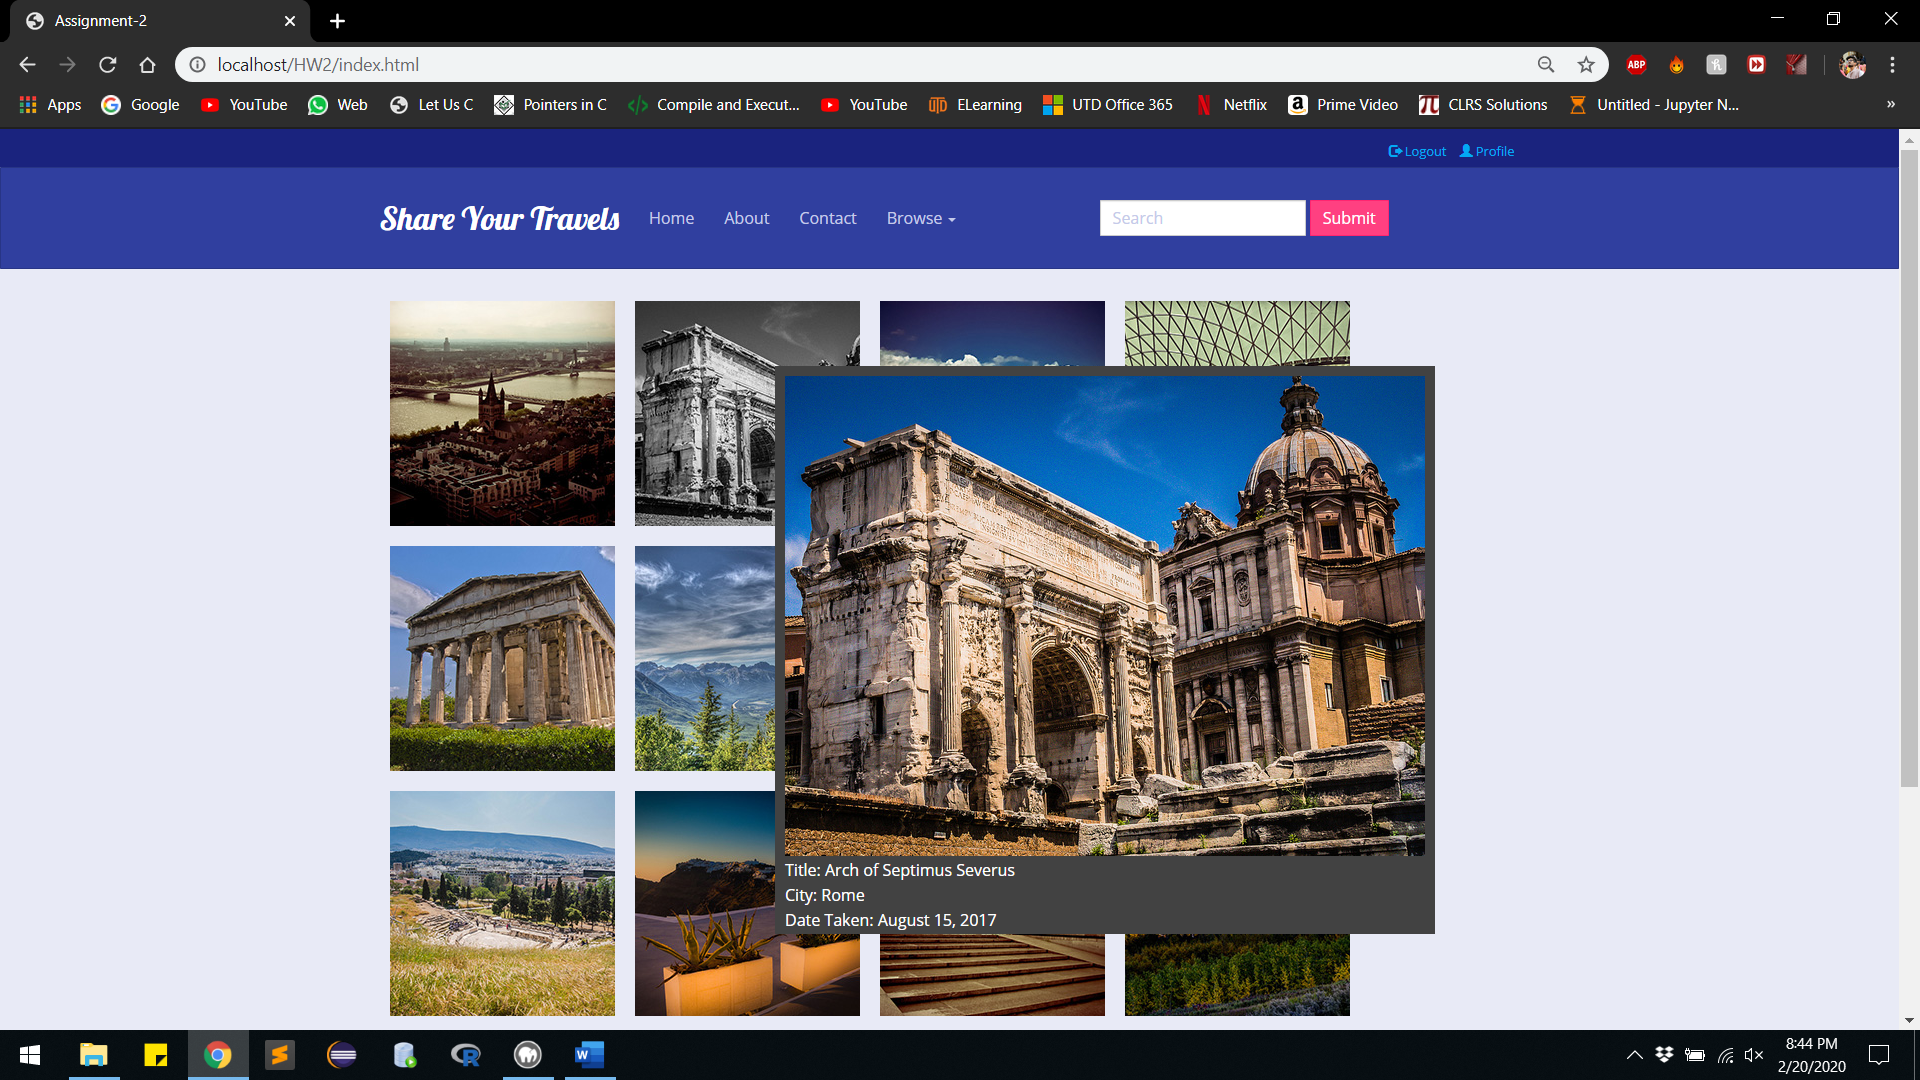 Assignment-2
localhost/HW2/index.html
ABP
Apps Google YouTube Web Let Us C Pointers in C Compile and Execut... YouTube ELearning UTD Office 365 Netflix Prime Video CLRS Solutions Untitled - Jupyter N... »
Logout Profile
Share Your Travels Home About Contact Browse Search Submit
Title: Arch of Septimus Severus
City: Rome
Date Taken: August 15, 2017
8:44 PM
2/20/2020